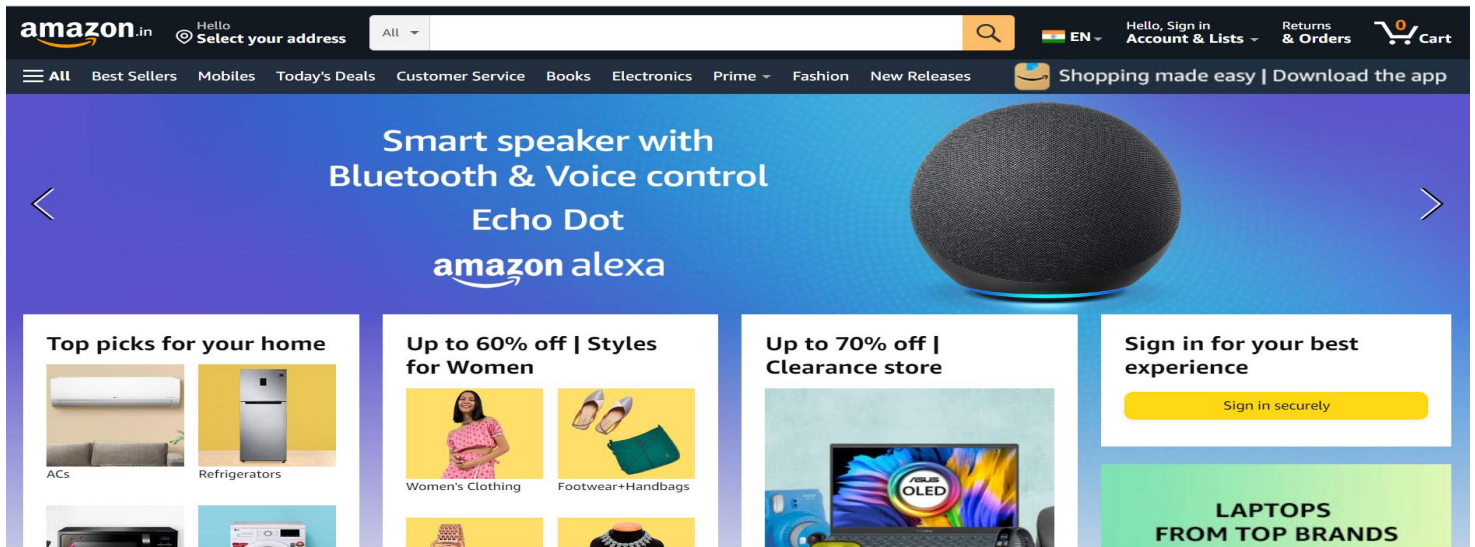 amazon.in
Hello
Select your address
All
EN
Hello, Sign in
Account & Lists
Returns
& Orders
0
Cart
All Best Sellers Mobiles Today's Deals Customer Service Books Electronics Prime Fashion New Releases
Shopping made easy | Download the app
Smart speaker with
Bluetooth & Voice control
Echo Dot
amazon alexa
Top picks for your home
ACs
Refrigerators
Up to 60% off | Styles
for Women
Women's Clothing
Footwear+Handbags
Up to 70% off |
Clearance store
ASUS
OLED
Sign in for your best
experience
Sign in securely
LAPTOPS
FROM TOP BRANDS